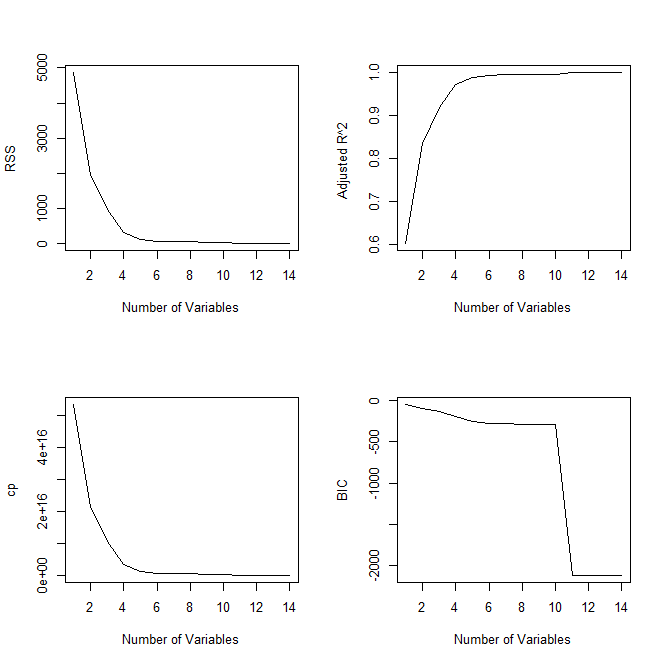 RSS
5000
3000
1000
0
2 4 6 8 10 12 14
Number of Variables
Adjusted R^2
1.0
0.9
0.8
0.7
0.6
2 4 6 8 10 12 14
Number of Variables
cp
4e+16
2e+16
0e+00
2 4 6 8 10 12 14
Number of Variables
BIC
0
-500
-1000
-2000
2 4 6 8 10 12 14
Number of Variables